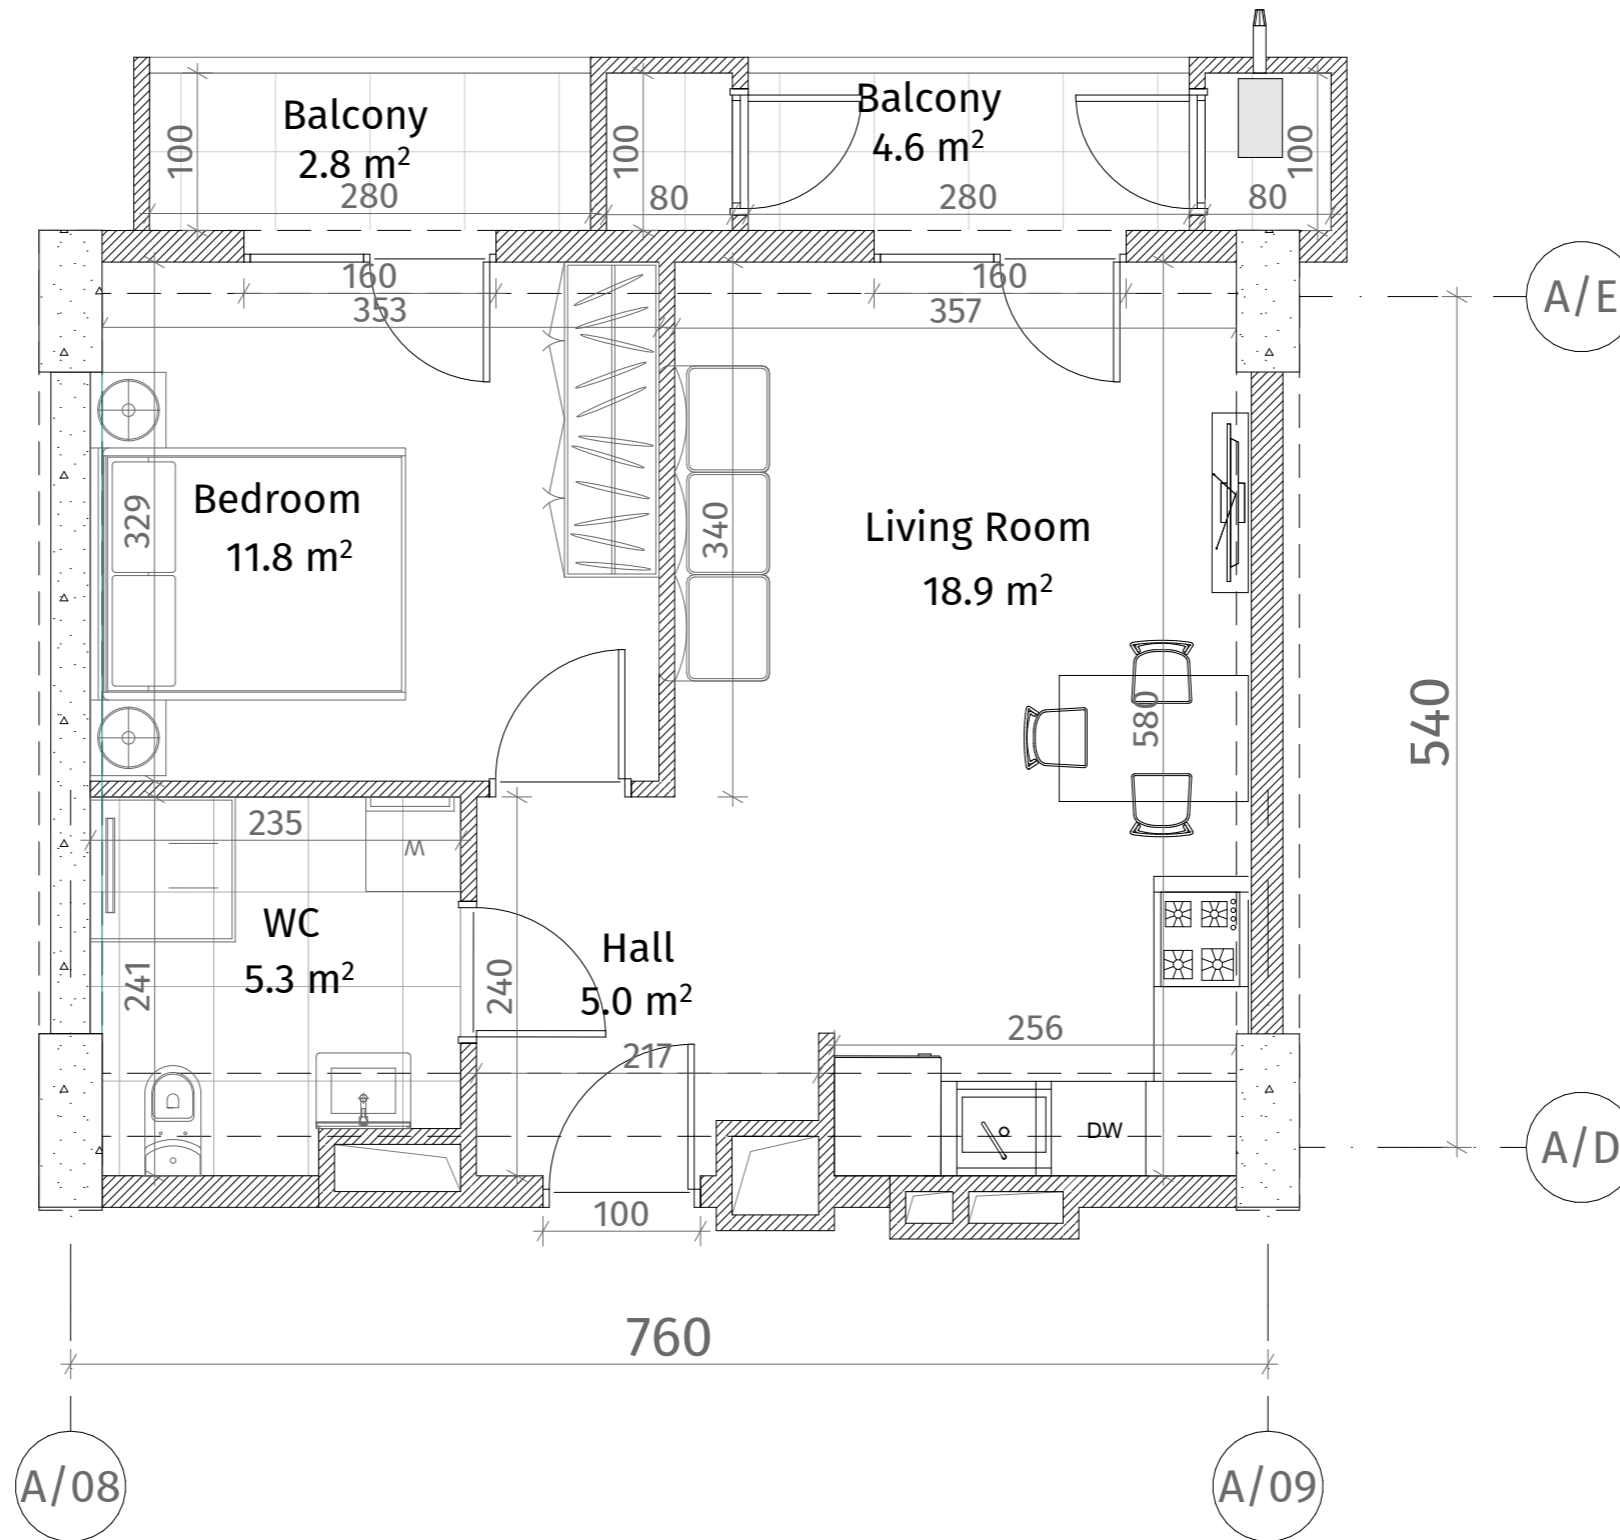 Balcony
2.8 m²
Balcony
4.6 m²
100
100
100
280
80
280
80
160
160
353
357
A/E
Bedroom
11.8 m²
329
340
Living Room
18.9 m²
580
540
235
W
WC
5.3 m²
241
240
Hall
5.0 m²
217
256
DW
A/D
100
760
A/08
A/09